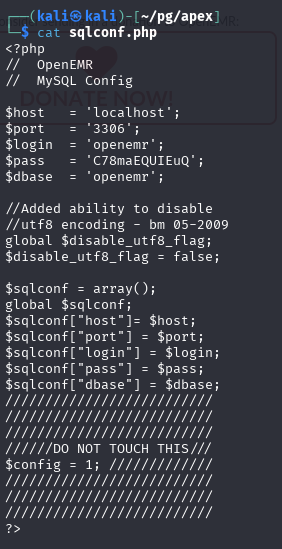 ┌──(kali㉿kali)-[~/pg/apex]
└─$ cat sqlconf.php
<?php
//  OpenEMR
//  MySQL Config
DONATE NOW!
$host   = 'localhost';
$port   = '3306';
$login  = 'openemr';
$pass   = 'C78maEQUIEuQ';
$dbase  = 'openemr';
//Added ability to disable
//utf8 encoding - bm 05-2009
global $disable_utf8_flag;
$disable_utf8_flag = false;
$sqlconf = array();
global $sqlconf;
$sqlconf["host"]= $host;
$sqlconf["port"] = $port;
$sqlconf["login"] = $login;
$sqlconf["pass"] = $pass;
$sqlconf["dbase"] = $dbase;
//////////////////////////
//////////////////////////
//////////////////////////
//////DO NOT TOUCH THIS///
$config = 1; /////////////
//////////////////////////
//////////////////////////
//////////////////////////
?>